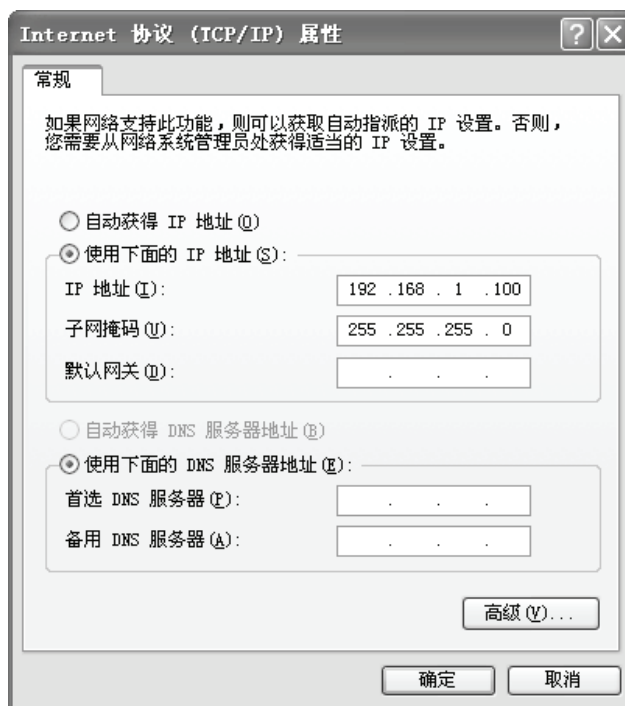 Internet 协议 (TCP/IP) 属性
常规
如果网络支持此功能，则可以获取自动指派的 IP 设置。否则，
您需要从网络系统管理员处获得适当的 IP 设置。
自动获得 IP 地址(O)
使用下面的 IP 地址(S):
IP 地址(I): 192 .168 . 1 .100
子网掩码(U): 255 .255 .255 . 0
默认网关(D): . . .
自动获得 DNS 服务器地址(B)
使用下面的 DNS 服务器地址(E):
首选 DNS 服务器(P): . . .
备用 DNS 服务器(A): . . .
高级(V)...
确定 取消